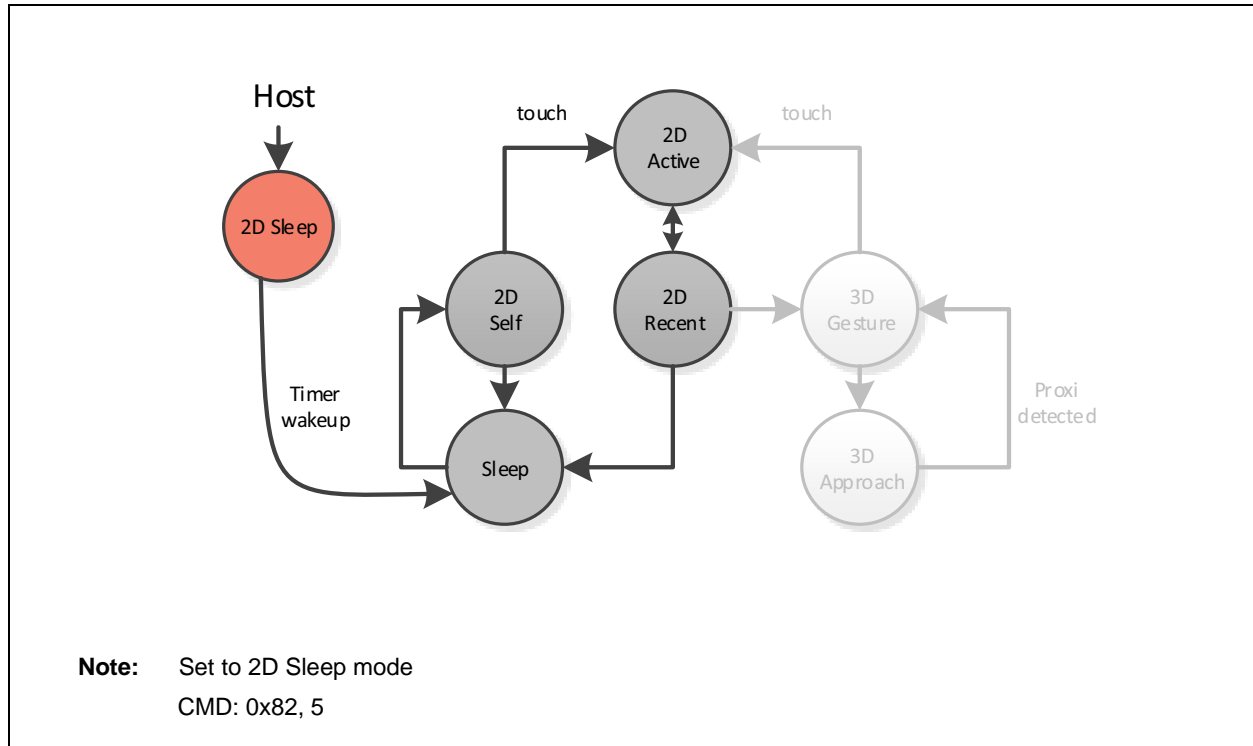 Host
touch
touch
2D
Active
2D Sleep
2D
Self
2D
Recent
3D
Gesture
Timer
wakeup
Proxi
detected
Sleep
3D
Approach
Note: Set to 2D Sleep mode
CMD: 0x82, 5